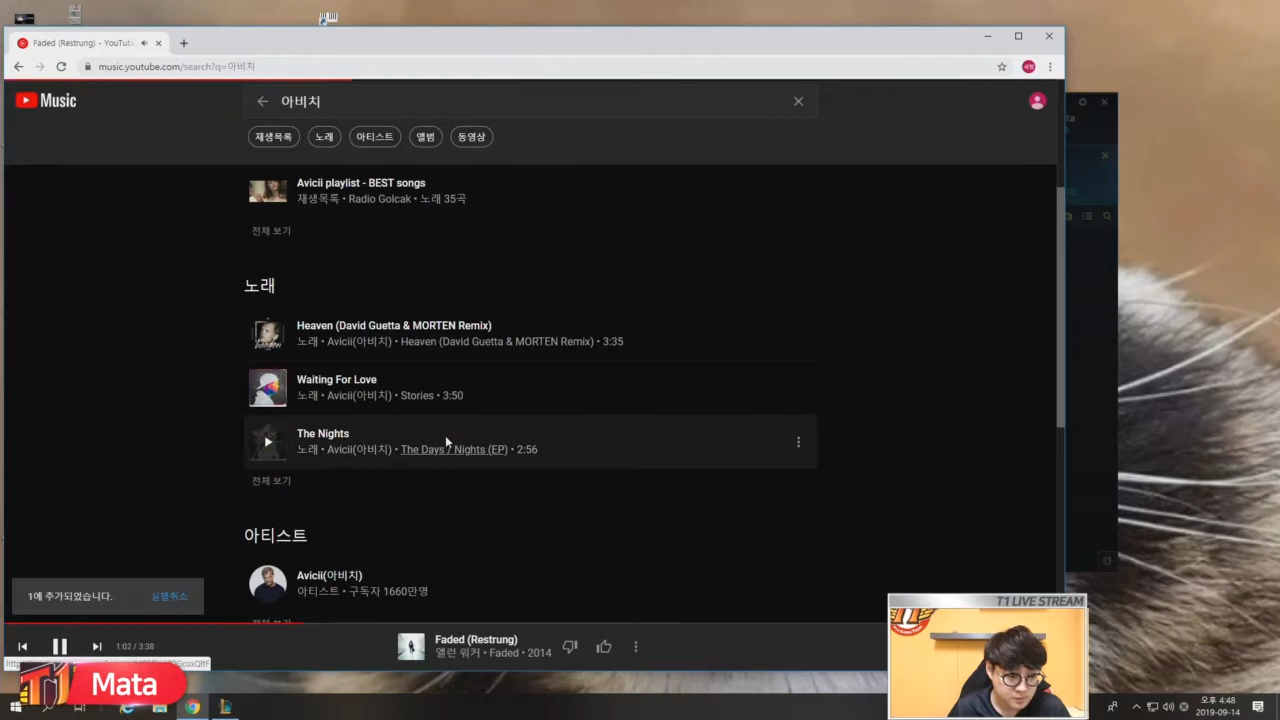 Faded (Restrung) - YouTube
music.youtube.com/search?q=아비치
Music
아비치
재생목록
노래
아티스트
앨범
동영상
Avicii playlist - BEST songs
재생목록 • Radio Golcak • 노래 35곡
전체 보기
노래
Heaven (David Guetta & MORTEN Remix)
노래 • Avicii(아비치) • Heaven (David Guetta & MORTEN Remix) • 3:35
Waiting For Love
노래 • Avicii(아비치) • Stories • 3:50
The Nights
노래 • Avicii(아비치) • The Days / Nights (EP) • 2:56
전체 보기
아티스트
Avicii(아비치)
아티스트 • 구독자 1660만명
1에 추가되었습니다.
실행취소
1:02 / 3:38
Faded (Restrung)
앨런 워커 • Faded • 2014
T1 LIVE STREAM
Mata
오후 4:48
2019-09-14